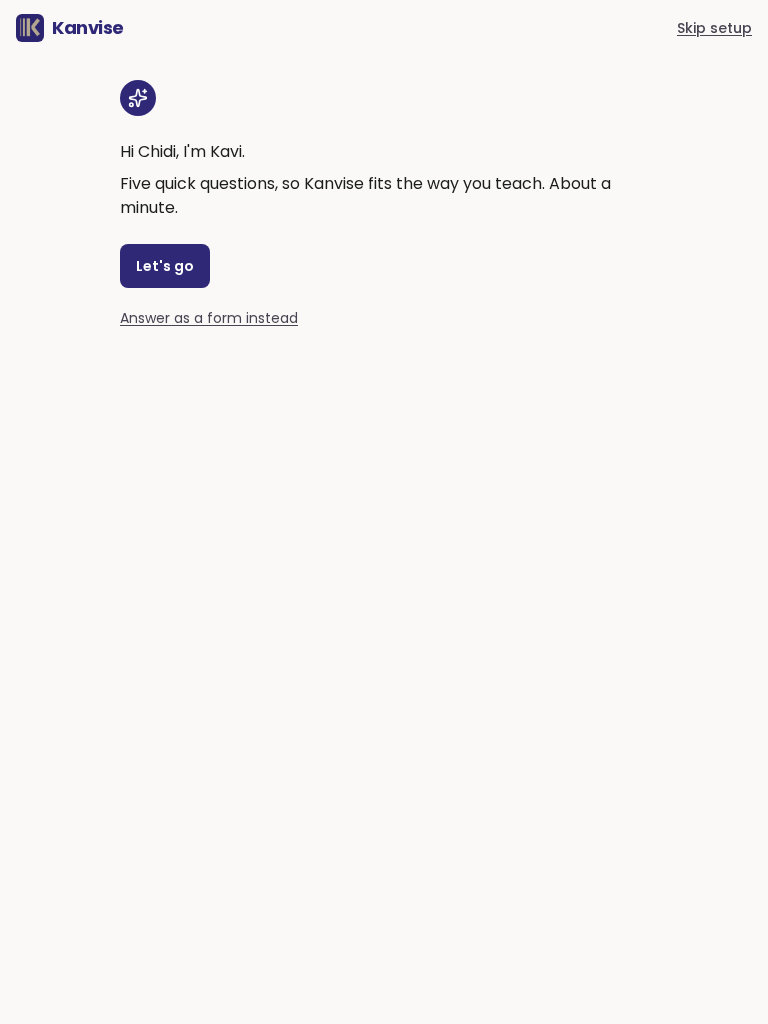 Kanvise
Skip setup
Hi Chidi, I'm Kavi.
Five quick questions, so Kanvise fits the way you teach. About a
minute.
Let's go
Answer as a form instead